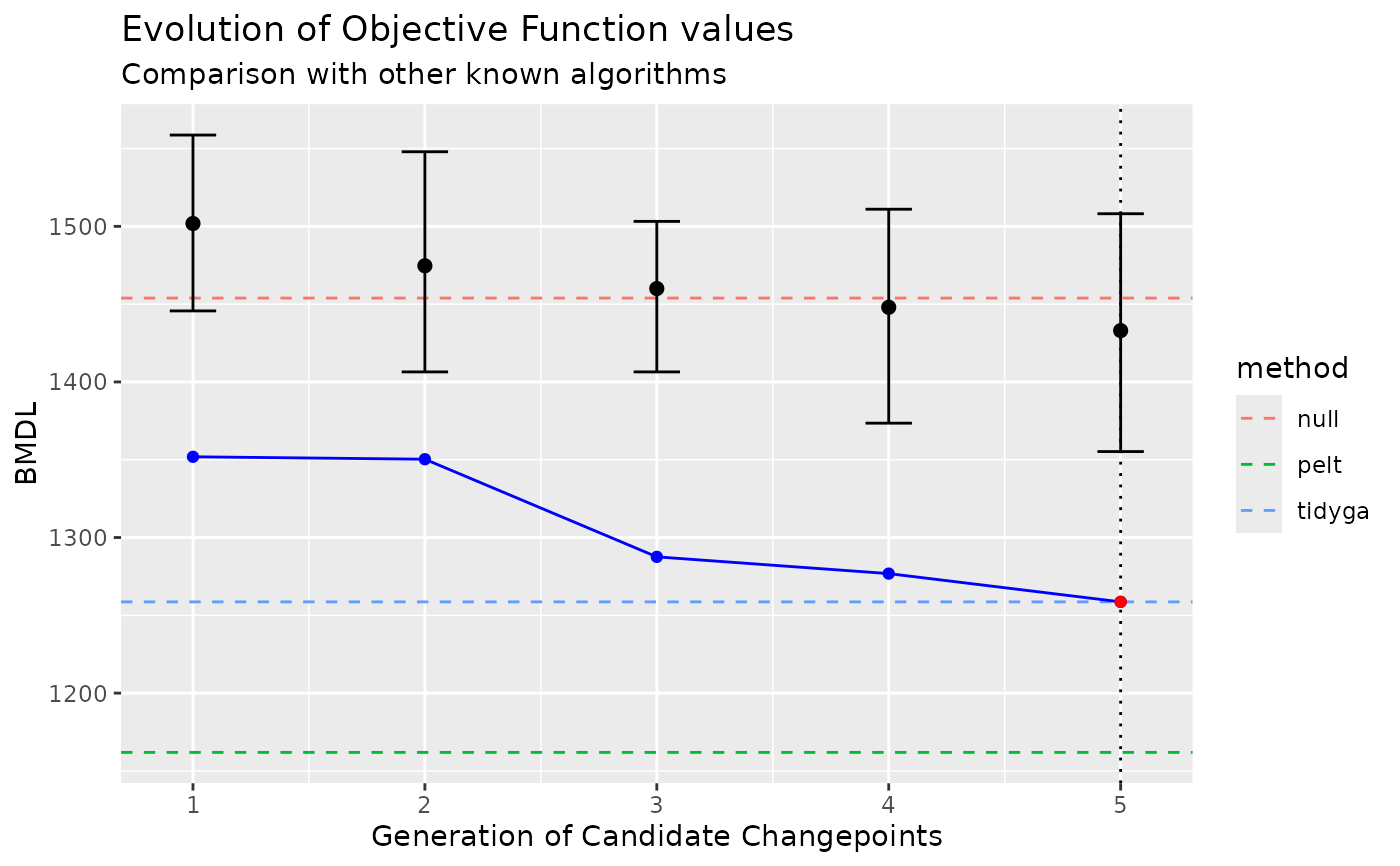 Evolution of Objective Function values
Comparison with other known algorithms
BMDL
1500
1400
1300
1200
1
2
3
4
5
Generation of Candidate Changepoints
method
null
pelt
tidyga